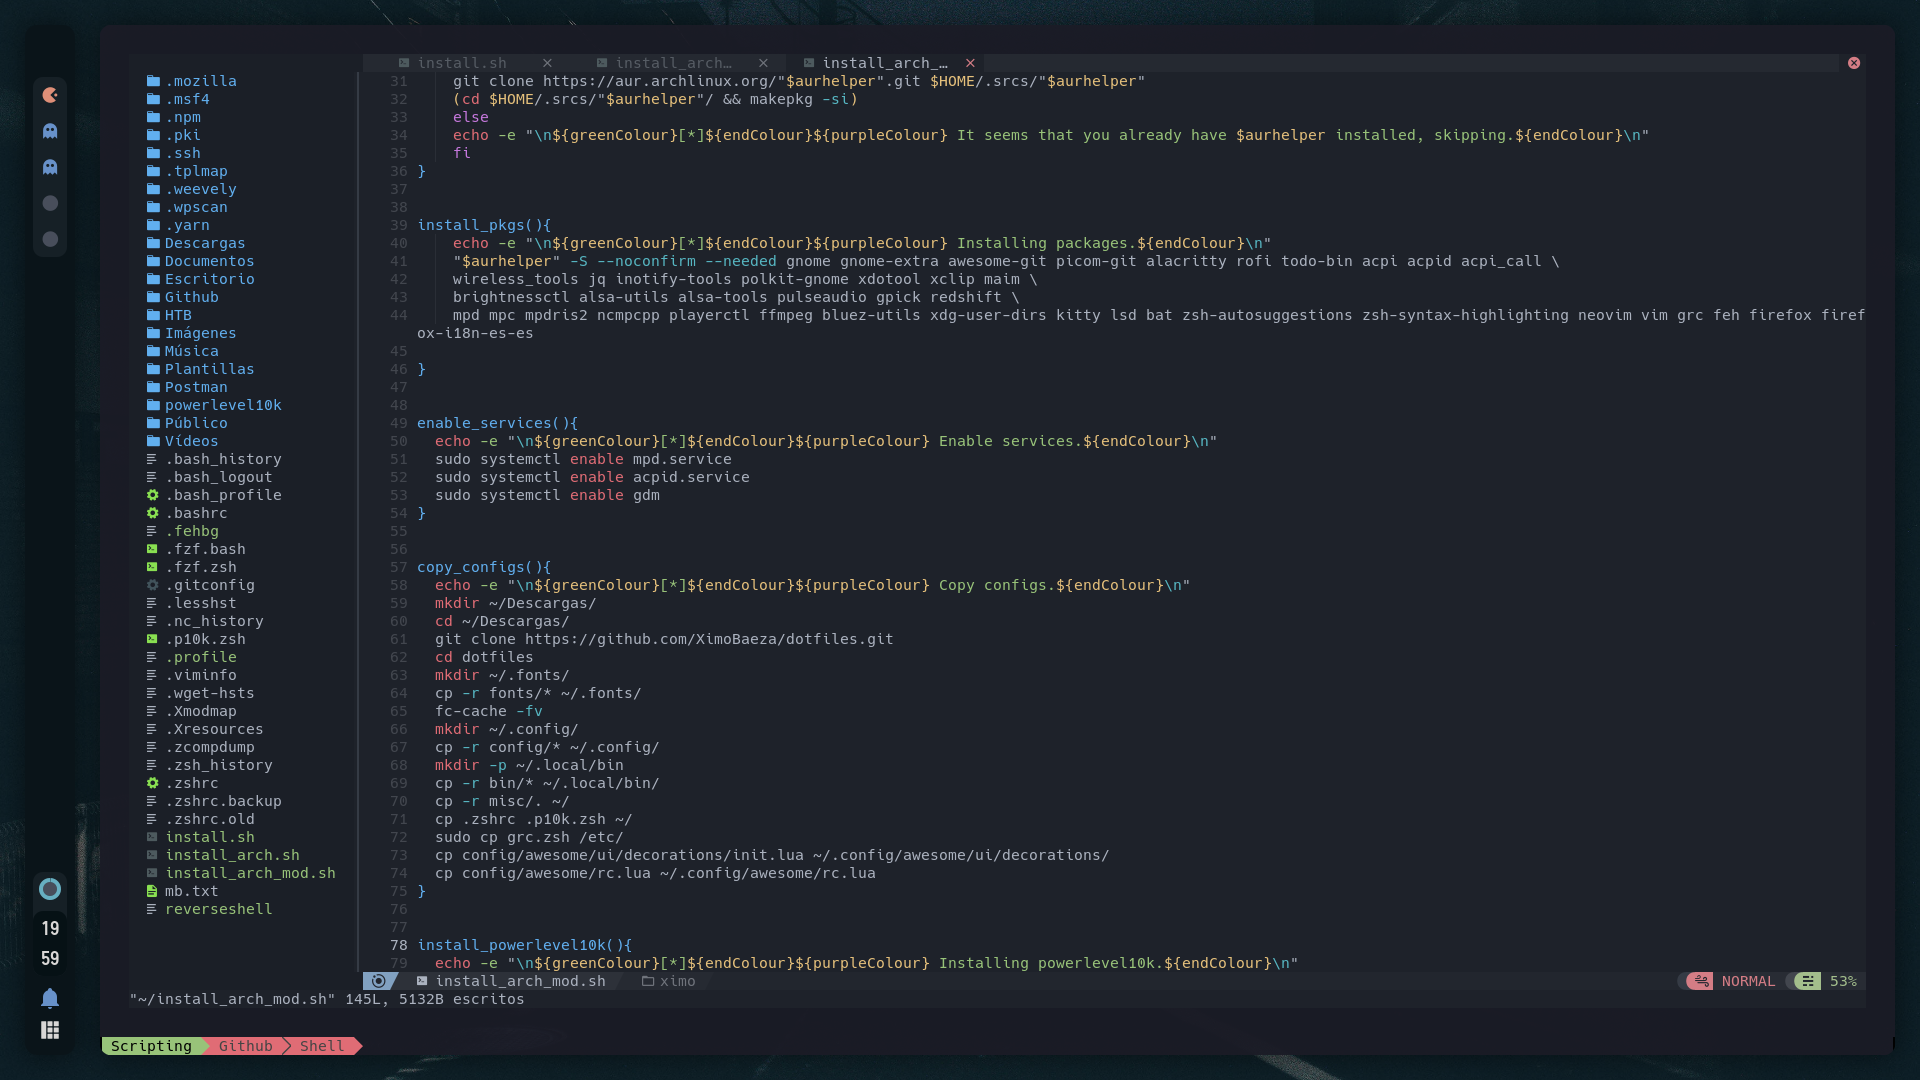 install.sh
install_arch…
install_arch_…
.mozilla
.msf4
.npm
.pki
.ssh
.tplmap
.weevely
.wpscan
.yarn
Descargas
Documentos
Escritorio
Github
HTB
Imágenes
Música
Plantillas
Postman
powerlevel10k
Público
Vídeos
.bash_history
.bash_logout
.bash_profile
.bashrc
.fehbg
.fzf.bash
.fzf.zsh
.gitconfig
.lesshst
.nc_history
.p10k.zsh
.profile
.viminfo
.wget-hsts
.Xmodmap
.Xresources
.zcompdump
.zsh_history
.zshrc
.zshrc.backup
.zshrc.old
install.sh
install_arch.sh
install_arch_mod.sh
mb.txt
reverseshell
31 git clone https://aur.archlinux.org/"$aurhelper".git $HOME/.srcs/"$aurhelper"
32 (cd $HOME/.srcs/"$aurhelper"/ && makepkg -si)
33 else
34 echo -e "\n${greenColour}[*]${endColour}${purpleColour} It seems that you already have $aurhelper installed, skipping.${endColour}\n"
35 fi
36 }
37
38
39 install_pkgs(){
40 echo -e "\n${greenColour}[*]${endColour}${purpleColour} Installing packages.${endColour}\n"
41 "$aurhelper" -S --noconfirm --needed gnome gnome-extra awesome-git picom-git alacritty rofi todo-bin acpi acpid acpi_call \
42 wireless_tools jq inotify-tools polkit-gnome xdotool xclip maim \
43 brightnessctl alsa-utils alsa-tools pulseaudio gpick redshift \
44 mpd mpc mpdris2 ncmpcpp playerctl ffmpeg bluez-utils xdg-user-dirs kitty lsd bat zsh-autosuggestions zsh-syntax-highlighting neovim vim grc feh firefox firef
ox-i18n-es-es
45
46 }
47
48
49 enable_services(){
50 echo -e "\n${greenColour}[*]${endColour}${purpleColour} Enable services.${endColour}\n"
51 sudo systemctl enable mpd.service
52 sudo systemctl enable acpid.service
53 sudo systemctl enable gdm
54 }
55
56
57 copy_configs(){
58 echo -e "\n${greenColour}[*]${endColour}${purpleColour} Copy configs.${endColour}\n"
59 mkdir ~/Descargas/
60 cd ~/Descargas/
61 git clone https://github.com/XimoBaeza/dotfiles.git
62 cd dotfiles
63 mkdir ~/.fonts/
64 cp -r fonts/* ~/.fonts/
65 fc-cache -fv
66 mkdir ~/.config/
67 cp -r config/* ~/.config/
68 mkdir -p ~/.local/bin
69 cp -r bin/* ~/.local/bin/
70 cp -r misc/. ~/
71 cp .zshrc .p10k.zsh ~/
72 sudo cp grc.zsh /etc/
73 cp config/awesome/ui/decorations/init.lua ~/.config/awesome/ui/decorations/
74 cp config/awesome/rc.lua ~/.config/awesome/rc.lua
75 }
76
77
78 install_powerlevel10k(){
79 echo -e "\n${greenColour}[*]${endColour}${purpleColour} Installing powerlevel10k.${endColour}\n"
install_arch_mod.sh ximo NORMAL 53%
"~/install_arch_mod.sh" 145L, 5132B escritos
19
59
Scripting Github Shell